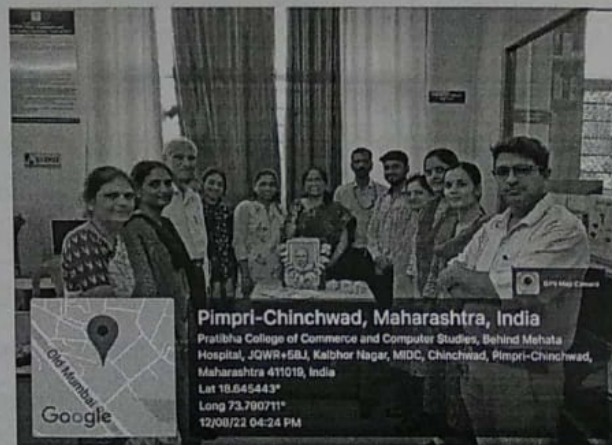 GPS Map Camera
Pimpri-Chinchwad, Maharashtra, India
Pratibha College of Commerce and Computer Studies, Behind Mehata
Hospital, JQWR+58J, Kalbhor Nagar, MIDC, Chinchwad, Pimpri-Chinchwad,
Maharashtra 411019, India
Lat 18.645443°
Long 73.790711°
12/08/22 04:24 PM
Old Mumbai
Google